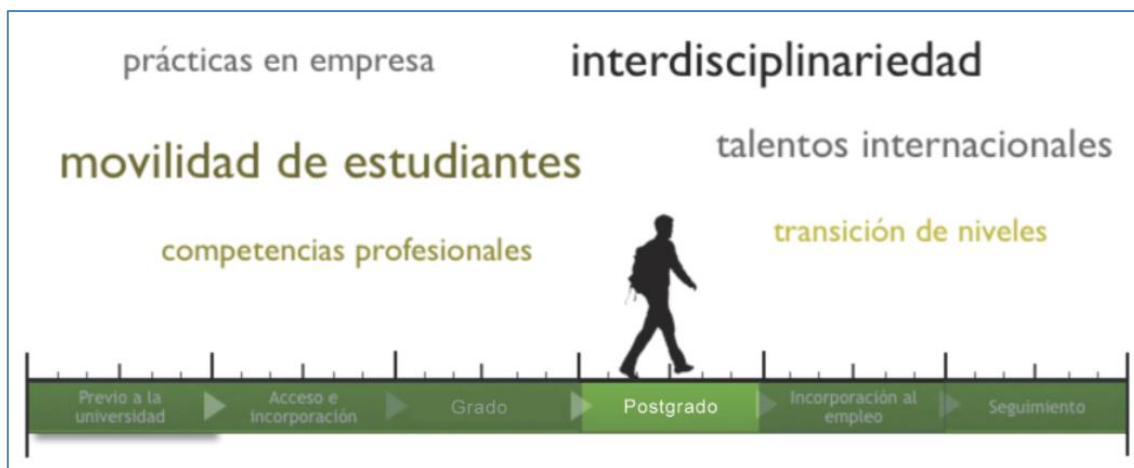 prácticas en empresa
interdisciplinariedad
movilidad de estudiantes
talentos internacionales
competencias profesionales
transición de niveles
Previo a la
universidad
Acceso e
incorporación
Grado
Postgrado
Incorporación al
empleo
Seguimiento